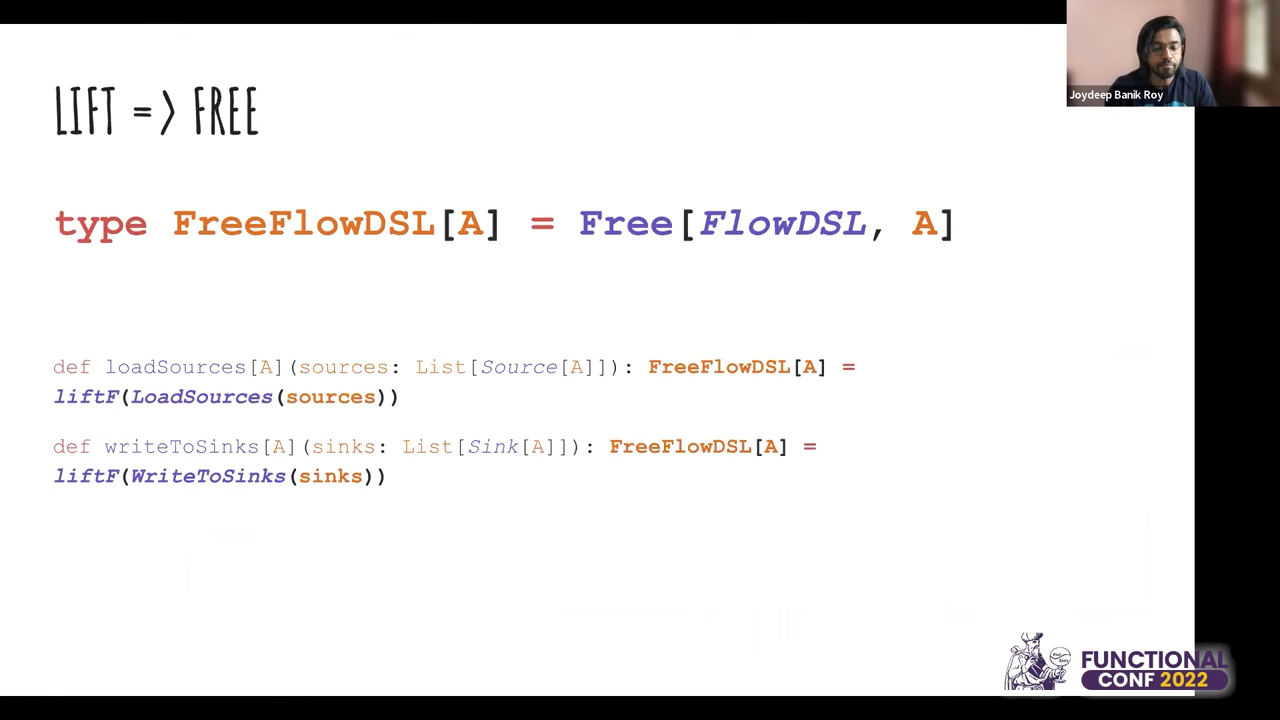 LIFT => FREE
Joydeep Banik Roy
type FreeFlowDSL[A] = Free[FlowDSL, A]
def loadSources[A](sources: List[Source[A]]): FreeFlowDSL[A] =
liftF(LoadSources(sources))
def writeToSinks[A](sinks: List[Sink[A]]): FreeFlowDSL[A] =
liftF(WriteToSinks(sinks))
FUNCTIONAL
CONF 2022